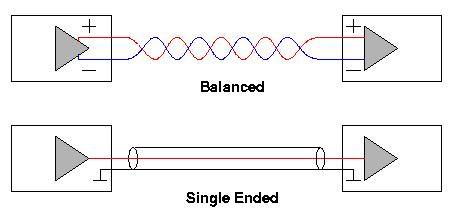 + +
− −
Balanced
Single Ended